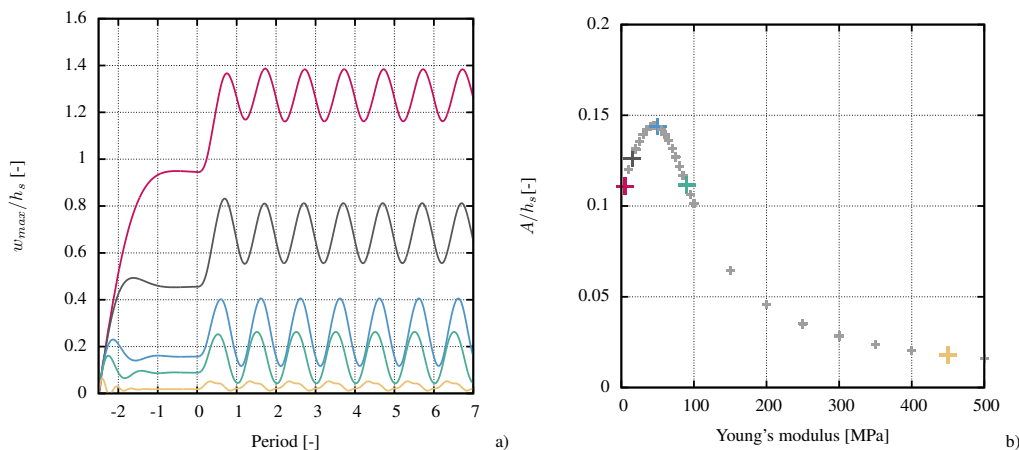 1.6
1.4
1.2
1
0.8
0.6
0.4
0.2
0
w_{max}/h_s [-]
-2 -1 0 1 2 3 4 5 6 7
Period [-]
a)
0.2
0.15
0.1
0.05
0
A/h_s [-]
0 100 200 300 400 500
Young's modulus [MPa]
b)